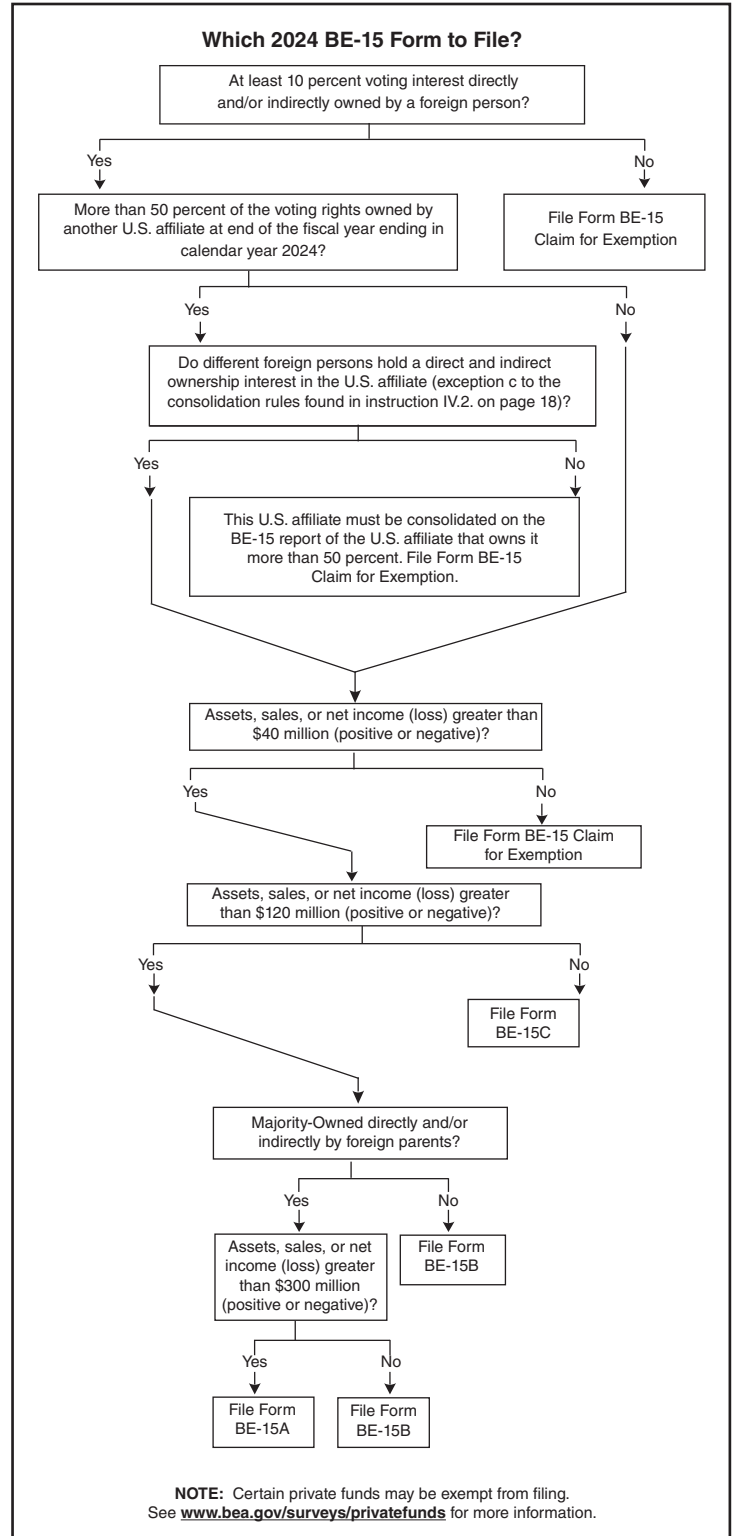 Which 2024 BE-15 Form to File?
At least 10 percent voting interest directly
and/or indirectly owned by a foreign person?
Yes
No
More than 50 percent of the voting rights owned by
another U.S. affiliate at end of the fiscal year ending in
calendar year 2024?
File Form BE-15
Claim for Exemption
Yes
No
Do different foreign persons hold a direct and indirect
ownership interest in the U.S. affiliate (exception c to the
consolidation rules found in instruction IV.2. on page 18)?
Yes
No
This U.S. affiliate must be consolidated on the
BE-15 report of the U.S. affiliate that owns it
more than 50 percent. File Form BE-15
Claim for Exemption.
Assets, sales, or net income (loss) greater than
$40 million (positive or negative)?
Yes
No
File Form BE-15 Claim
for Exemption
Assets, sales, or net income (loss) greater
than $120 million (positive or negative)?
Yes
No
File Form
BE-15C
Majority-Owned directly and/or
indirectly by foreign parents?
Yes
No
Assets, sales, or net
income (loss) greater
than $300 million
(positive or negative)?
File Form
BE-15B
Yes
No
File Form
BE-15A
File Form
BE-15B
NOTE: Certain private funds may be exempt from filing.
See www.bea.gov/surveys/privatefunds for more information.